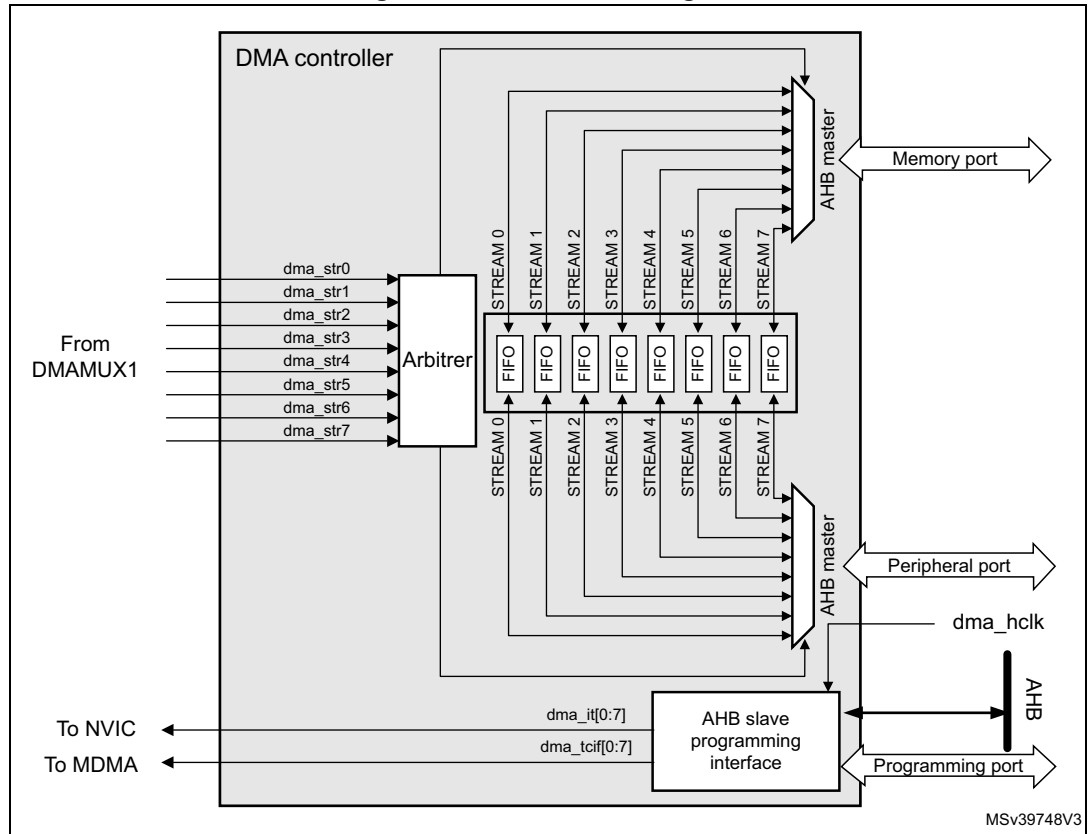 DMA controller
AHB master
Memory port
STREAM 0
STREAM 1
STREAM 2
STREAM 3
STREAM 4
STREAM 5
STREAM 6
STREAM 7
dma_str0
dma_str1
dma_str2
dma_str3
dma_str4
dma_str5
dma_str6
dma_str7
From
DMAMUX1
Arbitrer
FIFO
FIFO
FIFO
FIFO
FIFO
FIFO
FIFO
FIFO
STREAM 0
STREAM 1
STREAM 2
STREAM 3
STREAM 4
STREAM 5
STREAM 6
STREAM 7
AHB master
Peripheral port
dma_hclk
AHB
To NVIC
dma_it[0:7]
To MDMA
dma_tcif[0:7]
AHB slave
programming
interface
Programming port
MSv39748V3